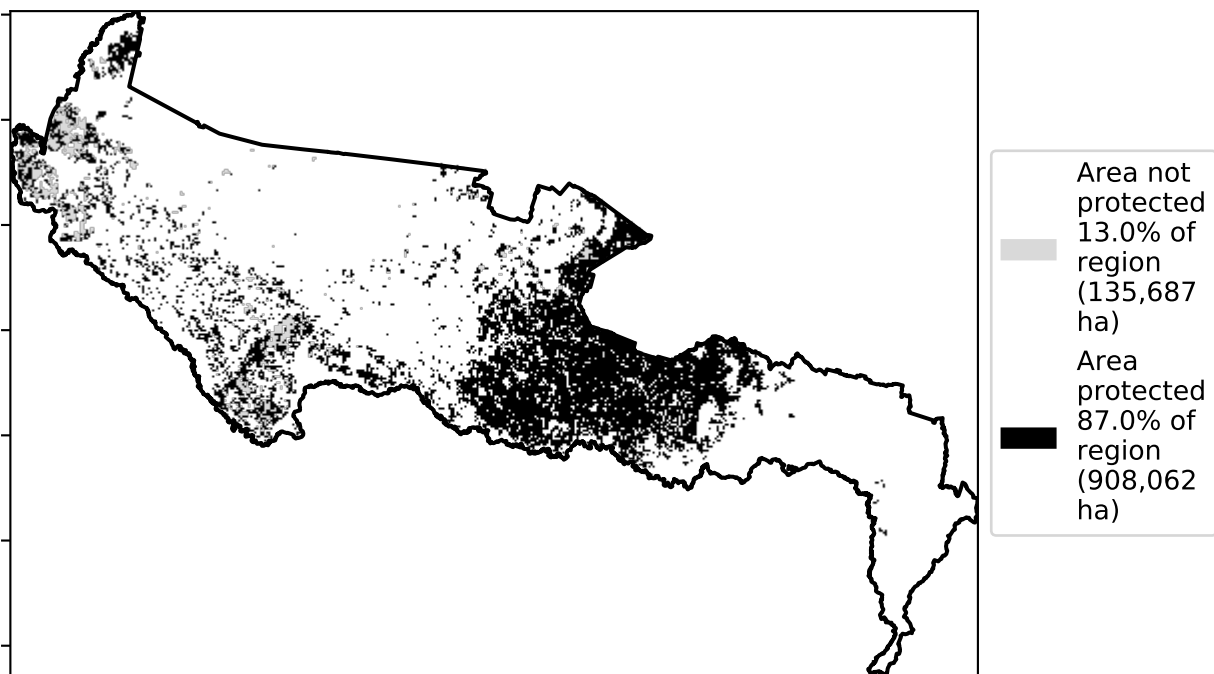 Area not
protected
13.0% of
region
(135,687
ha)
Area
protected
87.0% of
region
(908,062
ha)